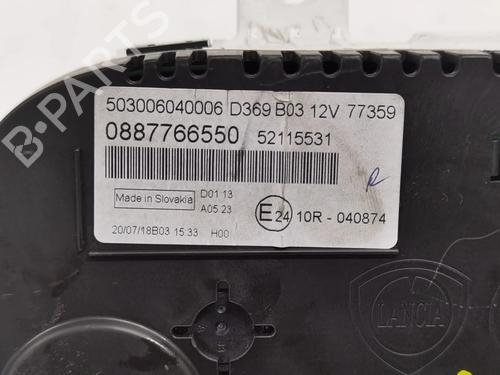 B-PARTS
503006040006 D369 B03 12V 77359
0887766550 52115531
Made in Slovakia D01 13
A05 23
E24 10R - 040874
20/07/18B03 15:33 H00
LANCIA